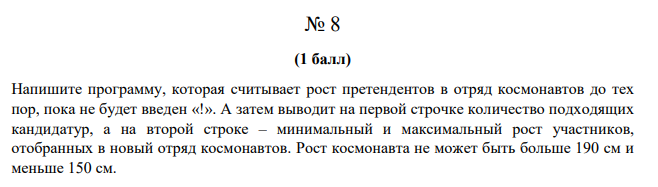 № 8
(1 балл)
Напишите программу, которая считывает рост претендентов в отряд космонавтов до тех
пор, пока не будет введен «!». А затем выводит на первой строчке количество подходящих
кандидатур, а на второй строке – минимальный и максимальный рост участников,
отобранных в новый отряд космонавтов. Рост космонавта не может быть больше 190 см и
меньше 150 см.